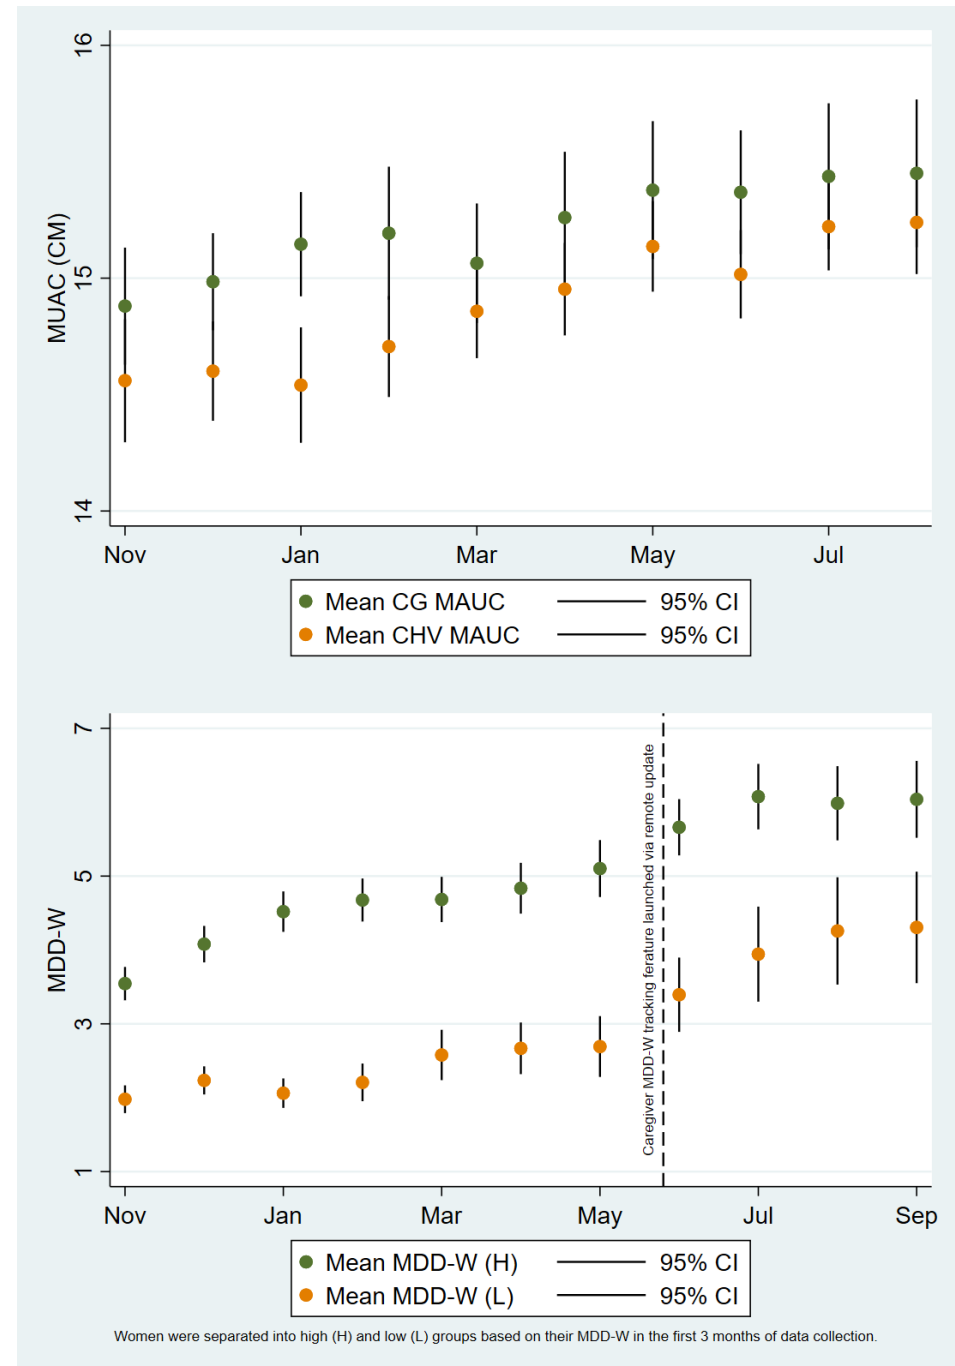 16
15
14
MUAC (CM)
Nov Jan Mar May Jul
Mean CG MAUC 95% CI
Mean CHV MAUC 95% CI
7
5
3
1
MDD-W
Caregiver MDD-W tracking ferature launched via remote update
Nov Jan Mar May Jul Sep
Mean MDD-W (H) 95% CI
Mean MDD-W (L) 95% CI
Women were separated into high (H) and low (L) groups based on their MDD-W in the first 3 months of data collection.